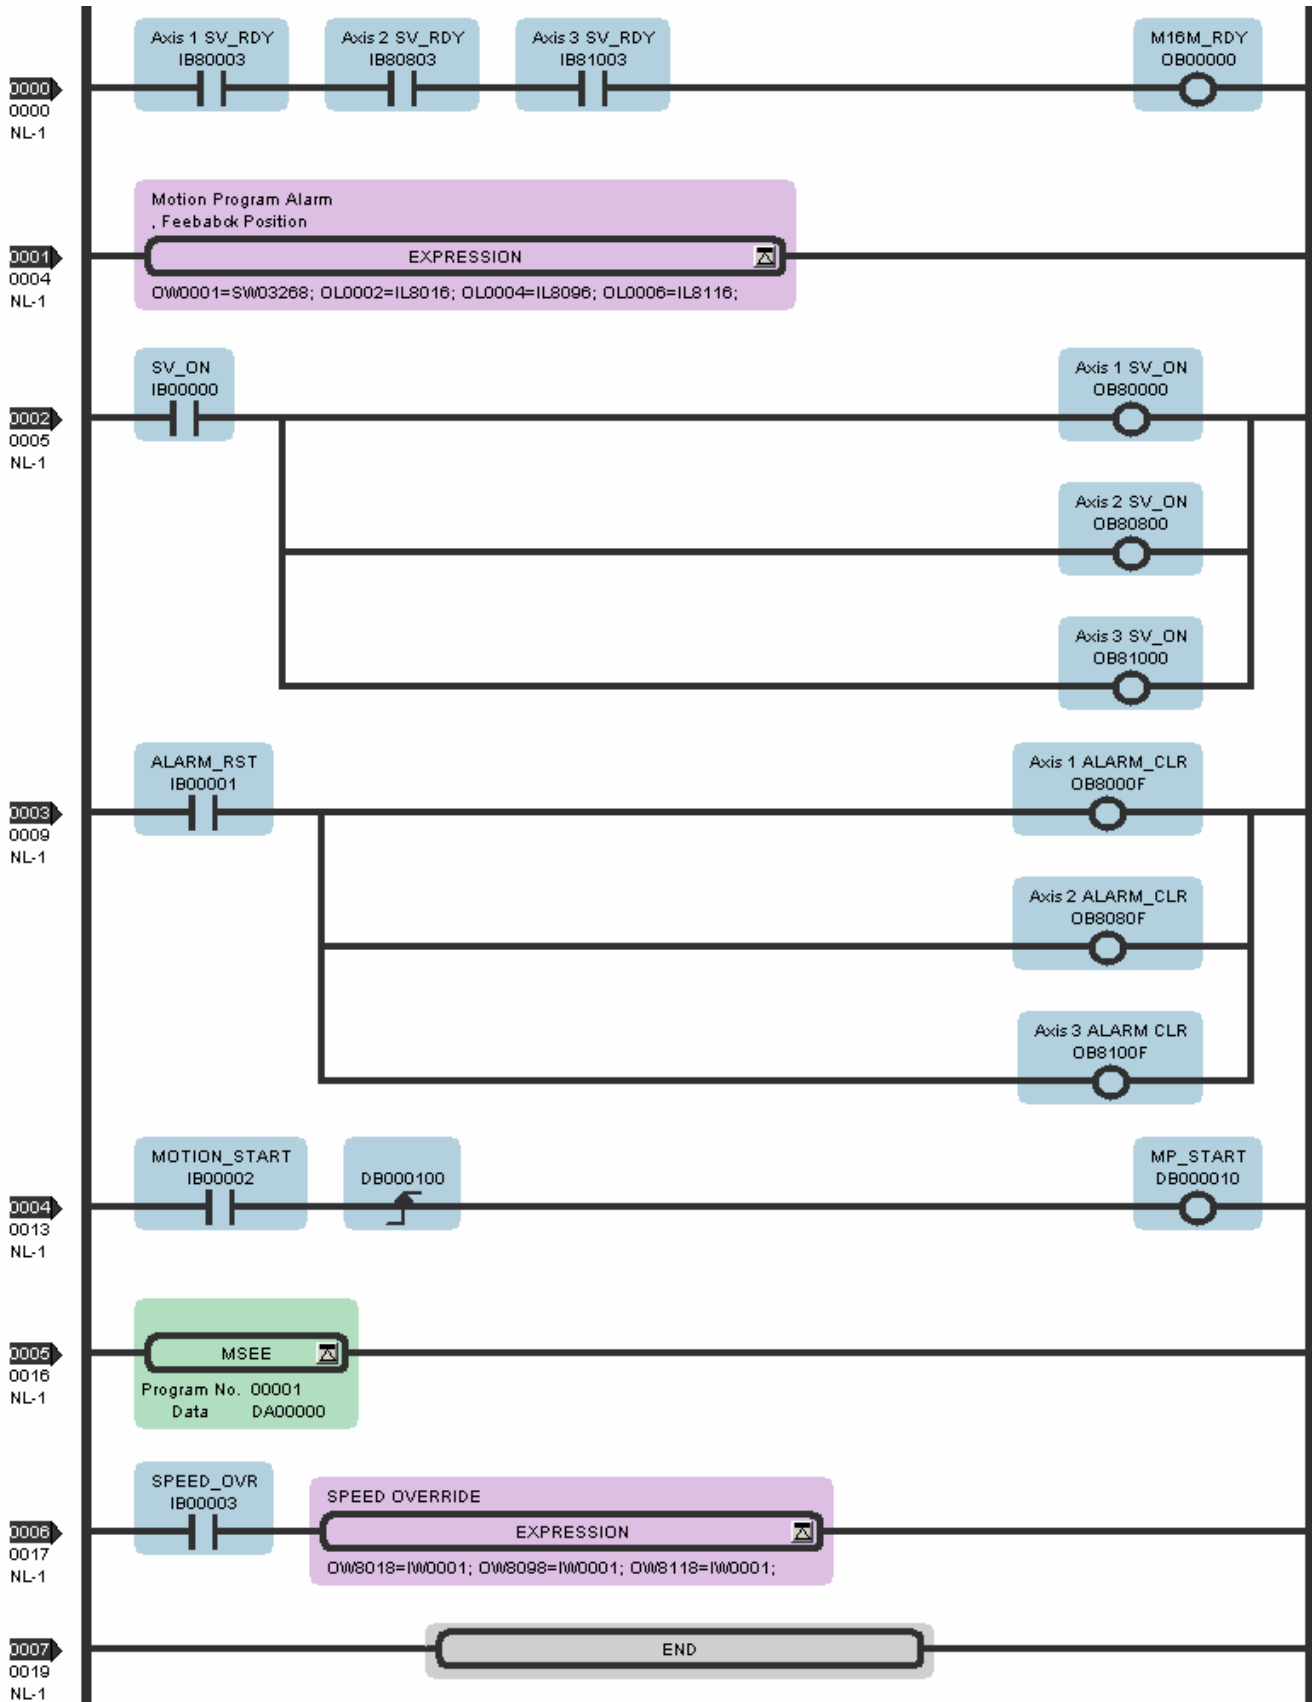 Axis 1 SV_RDY Axis 2 SV_RDY Axis 3 SV_RDY M16M_RDY
IB80003 IB80803 IB81003 OB00000
0000
0000
NL-1
Motion Program Alarm
, Feebabck Position
0001 EXPRESSION
0004
NL-1 OW0001=SW03268; OL0002=IL8016; OL0004=IL8096; OL0006=IL8116;
SV_ON Axis 1 SV_ON
IB00000 OB80000
0002
0005
NL-1
Axis 2 SV_ON
OB80800
Axis 3 SV_ON
OB81000
ALARM_RST Axis 1 ALARM_CLR
IB00001 OB8000F
0003
0009
NL-1
Axis 2 ALARM_CLR
OB8080F
Axis 3 ALARM CLR
OB8100F
MOTION_START MP_START
IB00002 DB000100 DB000010
0004
0013
NL-1
0005 MSEE
0016
NL-1
Program No. 00001
Data DA00000
SPEED_OVR
IB00003
SPEED OVERRIDE
0006 EXPRESSION
0017
NL-1 OW8018=IW0001; OW8098=IW0001; OW8118=IW0001;
0007 END
0019
NL-1